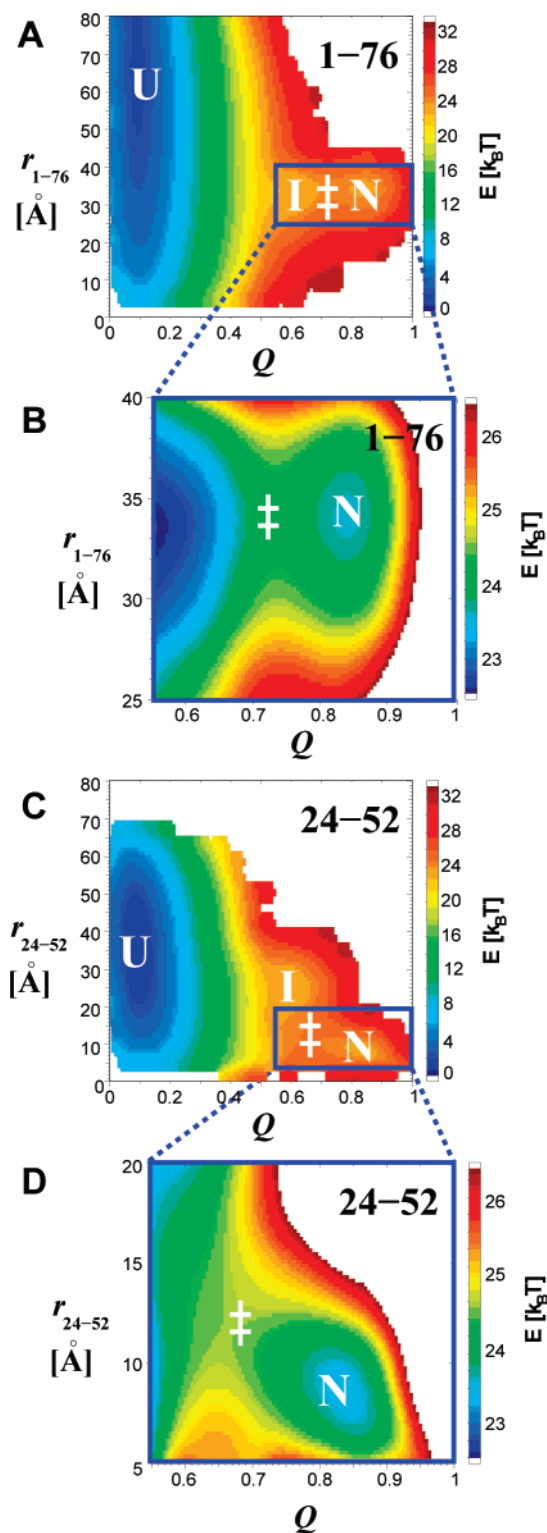 A
1–76
U
I ‡ N
r1–76
[Å]
80
70
60
50
40
30
20
10
0
0 0.2 0.4 0.6 0.8 1
Q
32
28
24
20
16
12
8
4
0
E [kBT]
B
1–76
‡ N
r1–76
[Å]
40
35
30
25
0.6 0.7 0.8 0.9 1
Q
26
25
24
23
E [kBT]
C
24–52
U
I
‡ N
r24–52
[Å]
80
70
60
50
40
30
20
10
0
0 0.2 0.4 0.6 0.8 1
Q
32
28
24
20
16
12
8
4
0
E [kBT]
D
24–52
‡
N
r24–52
[Å]
20
15
10
5
0.6 0.7 0.8 0.9 1
Q
26
25
24
23
E [kBT]